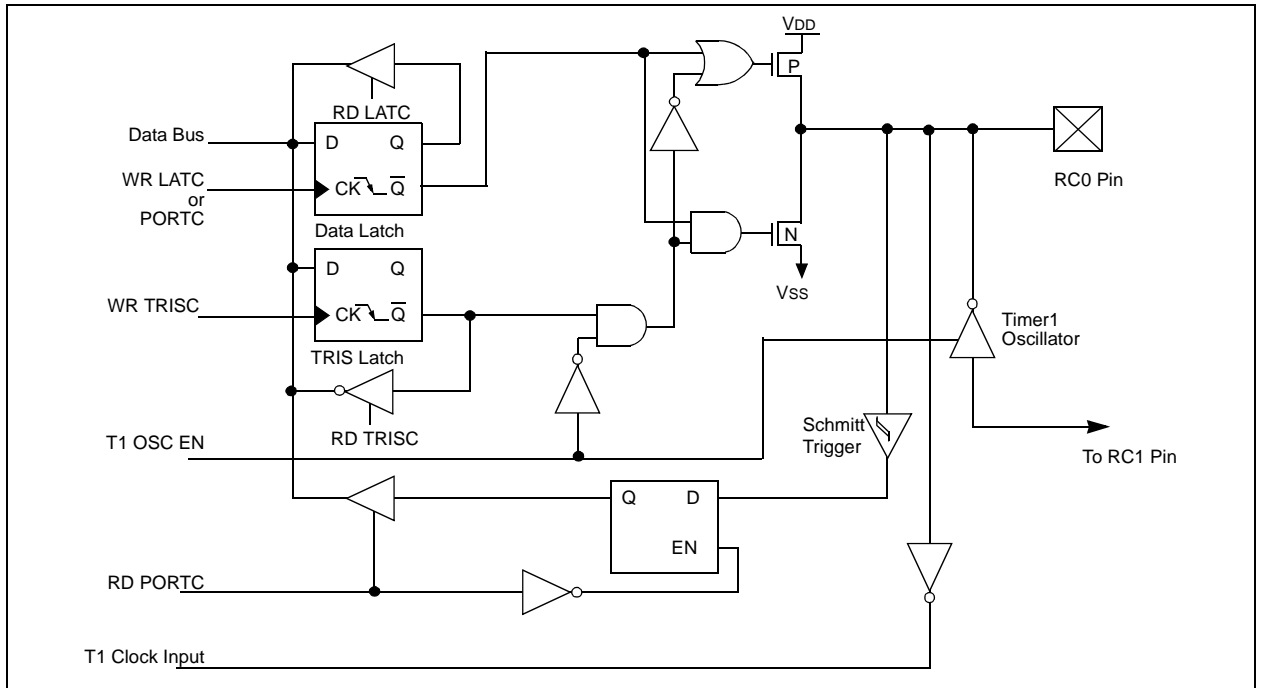 VDD
P
RD LATC
Data Bus
D Q
RC0 Pin
WR LATC
or
PORTC
CK Q
Data Latch
N
VSS
D Q
WR TRISC
CK Q
TRIS Latch
Timer1
Oscillator
RD TRISC
T1 OSC EN
Schmitt
Trigger
To RC1 Pin
Q D
EN
RD PORTC
T1 Clock Input